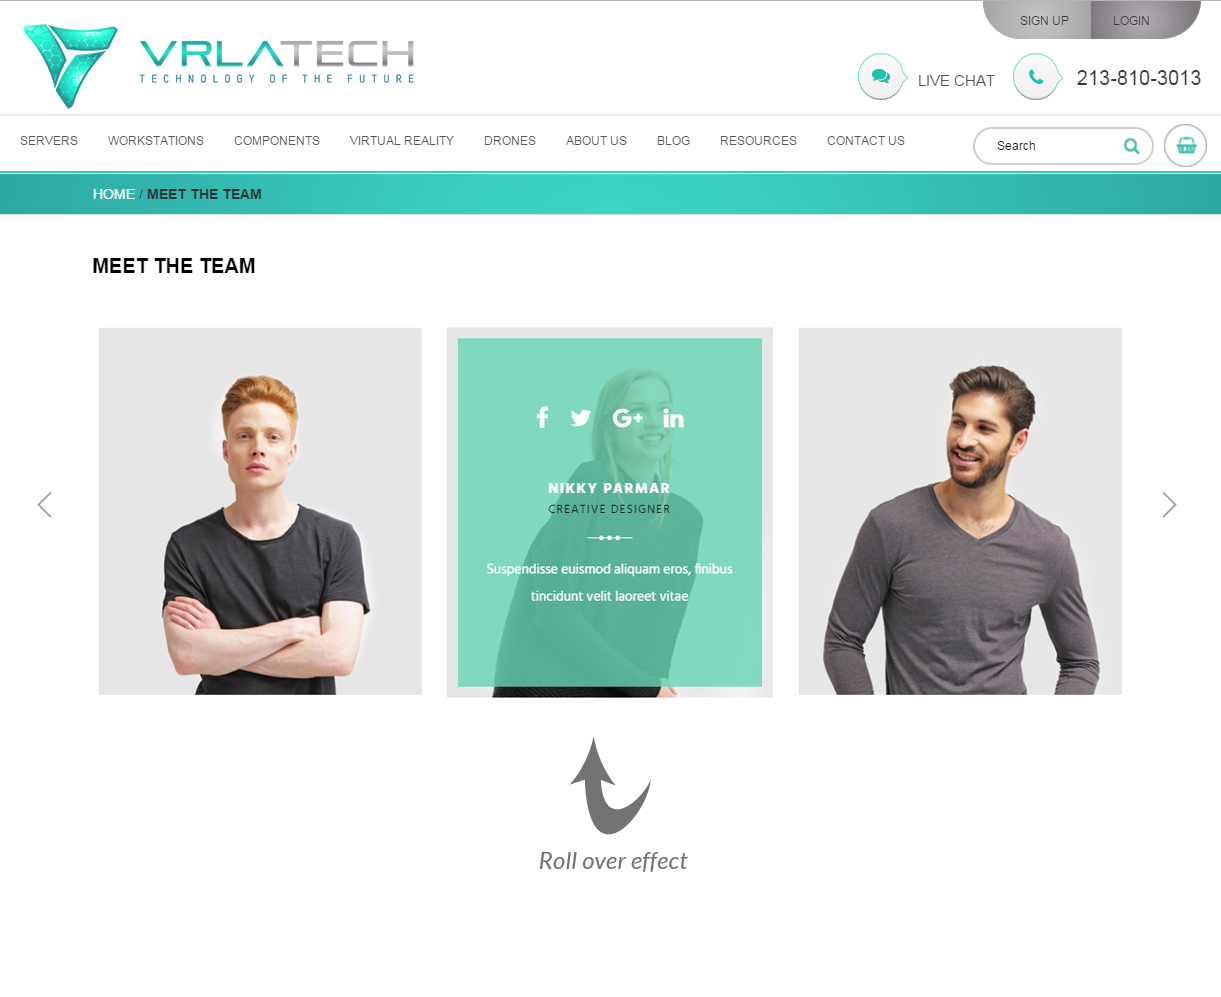 SIGN UP LOGIN
VRLATECH
TECHNOLOGY OF THE FUTURE
LIVE CHAT 213-810-3013
SERVERS WORKSTATIONS COMPONENTS VIRTUAL REALITY DRONES ABOUT US BLOG RESOURCES CONTACT US Search
HOME / MEET THE TEAM
MEET THE TEAM
f G+ in
NIKKY PARMAR
CREATIVE DESIGNER
Suspendisse euismod aliquam eros, finibus
tincidunt velit laoreet vitae
Roll over effect